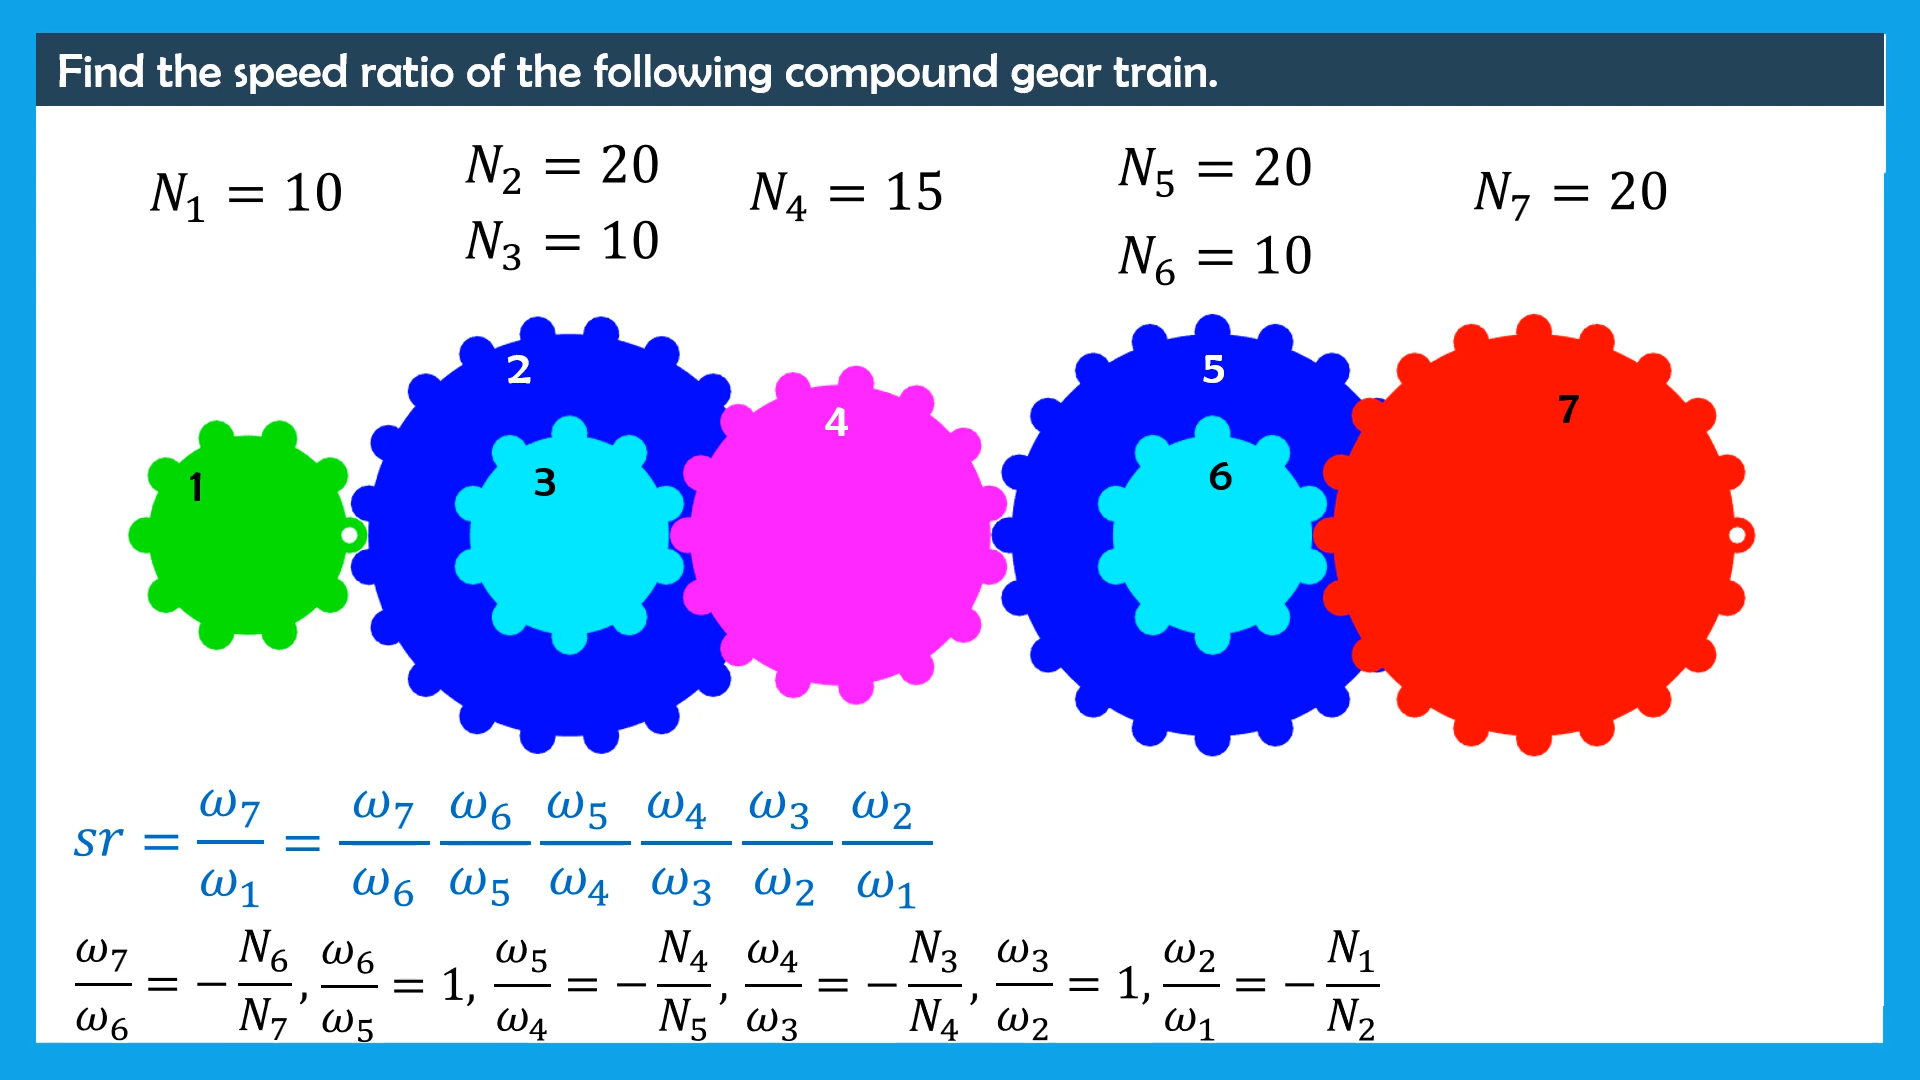 Find the speed ratio of the following compound gear train.
N₁ = 10
N₂ = 20
N₃ = 10
N₄ = 15
N₅ = 20
N₆ = 10
N₇ = 20
1
2
3
4
5
6
7
sr = ω₇/ω₁ = ω₇/ω₆ ω₆/ω₅ ω₅/ω₄ ω₄/ω₃ ω₃/ω₂ ω₂/ω₁
ω₇/ω₆ = −N₆/N₇, ω₆/ω₅ = 1, ω₅/ω₄ = −N₄/N₅, ω₄/ω₃ = −N₃/N₄, ω₃/ω₂ = 1, ω₂/ω₁ = −N₁/N₂